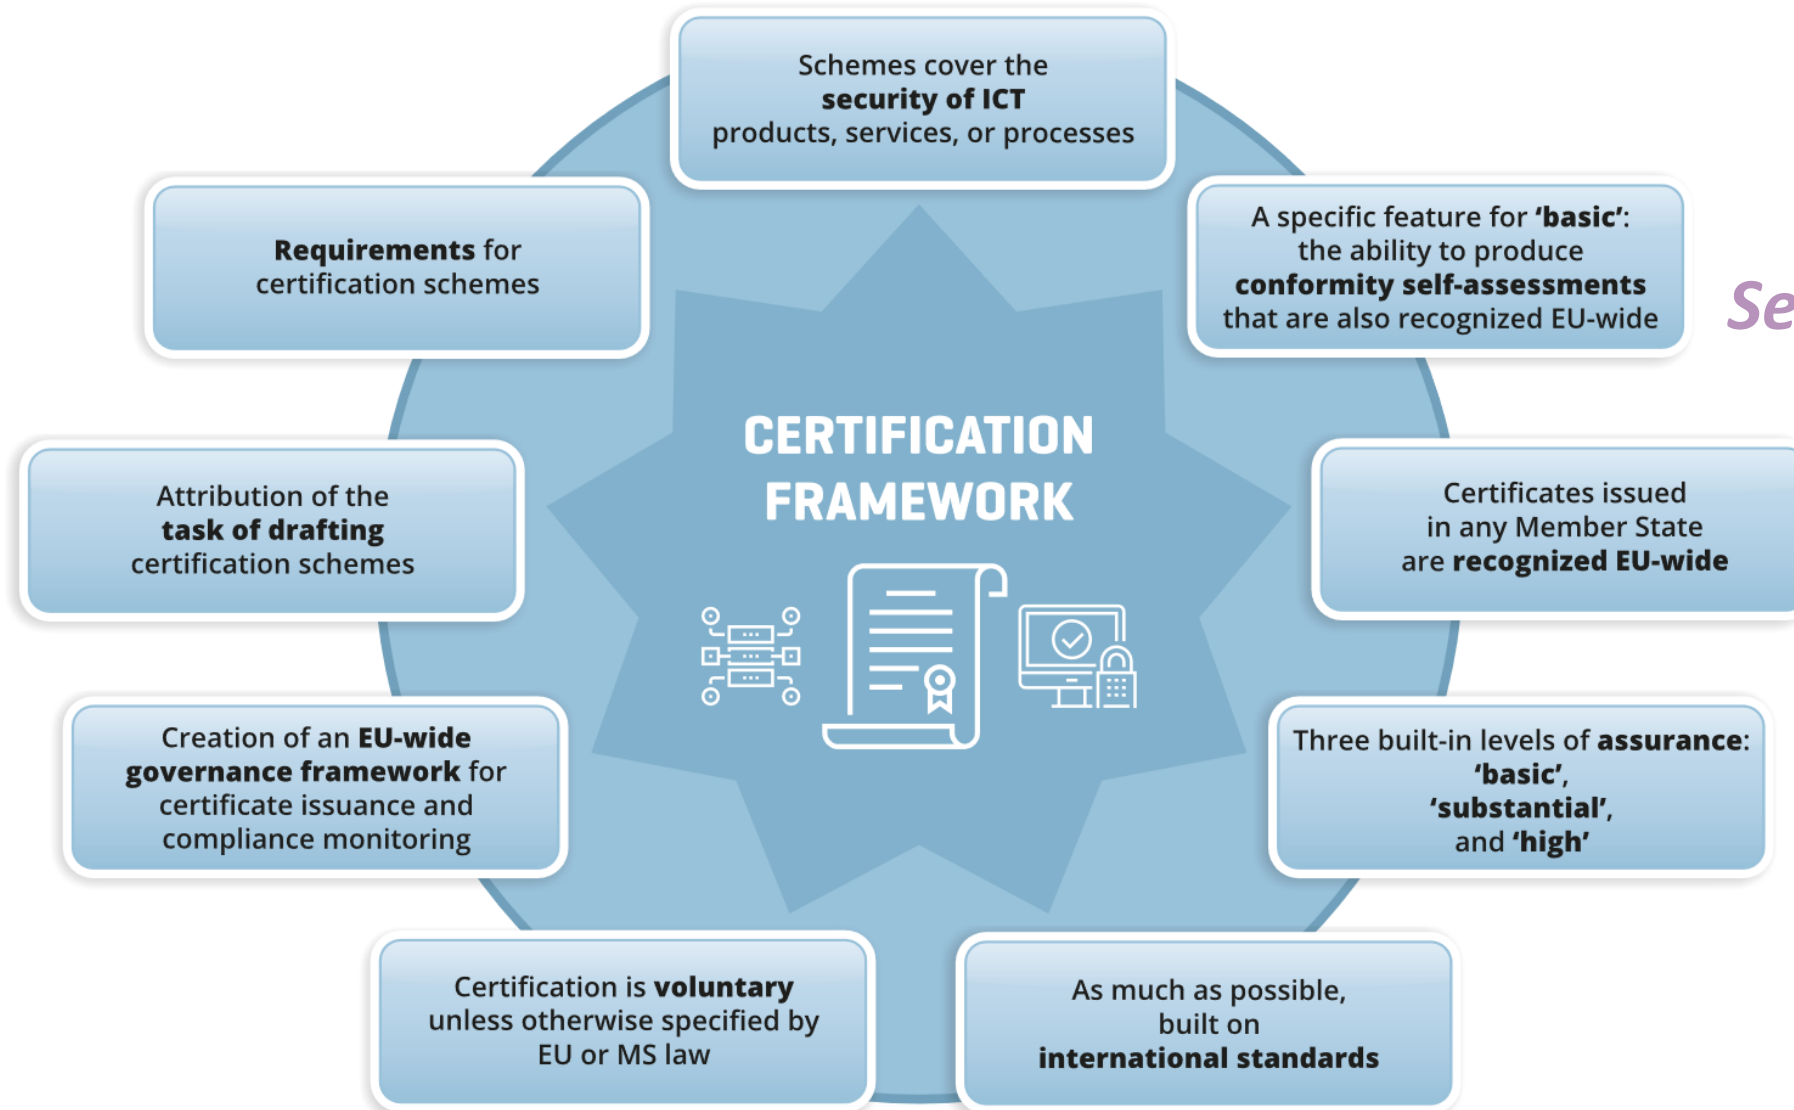 Schemes cover the
security of ICT
products, services, or processes
A specific feature for ‘basic’:
the ability to produce
conformity self-assessments
that are also recognized EU-wide
Requirements for
certification schemes
CERTIFICATION
FRAMEWORK
Attribution of the
task of drafting
certification schemes
Certificates issued
in any Member State
are recognized EU-wide
Creation of an EU-wide
governance framework for
certificate issuance and
compliance monitoring
Three built-in levels of assurance:
‘basic’,
‘substantial’,
and ‘high’
Certification is voluntary
unless otherwise specified by
EU or MS law
As much as possible,
built on
international standards